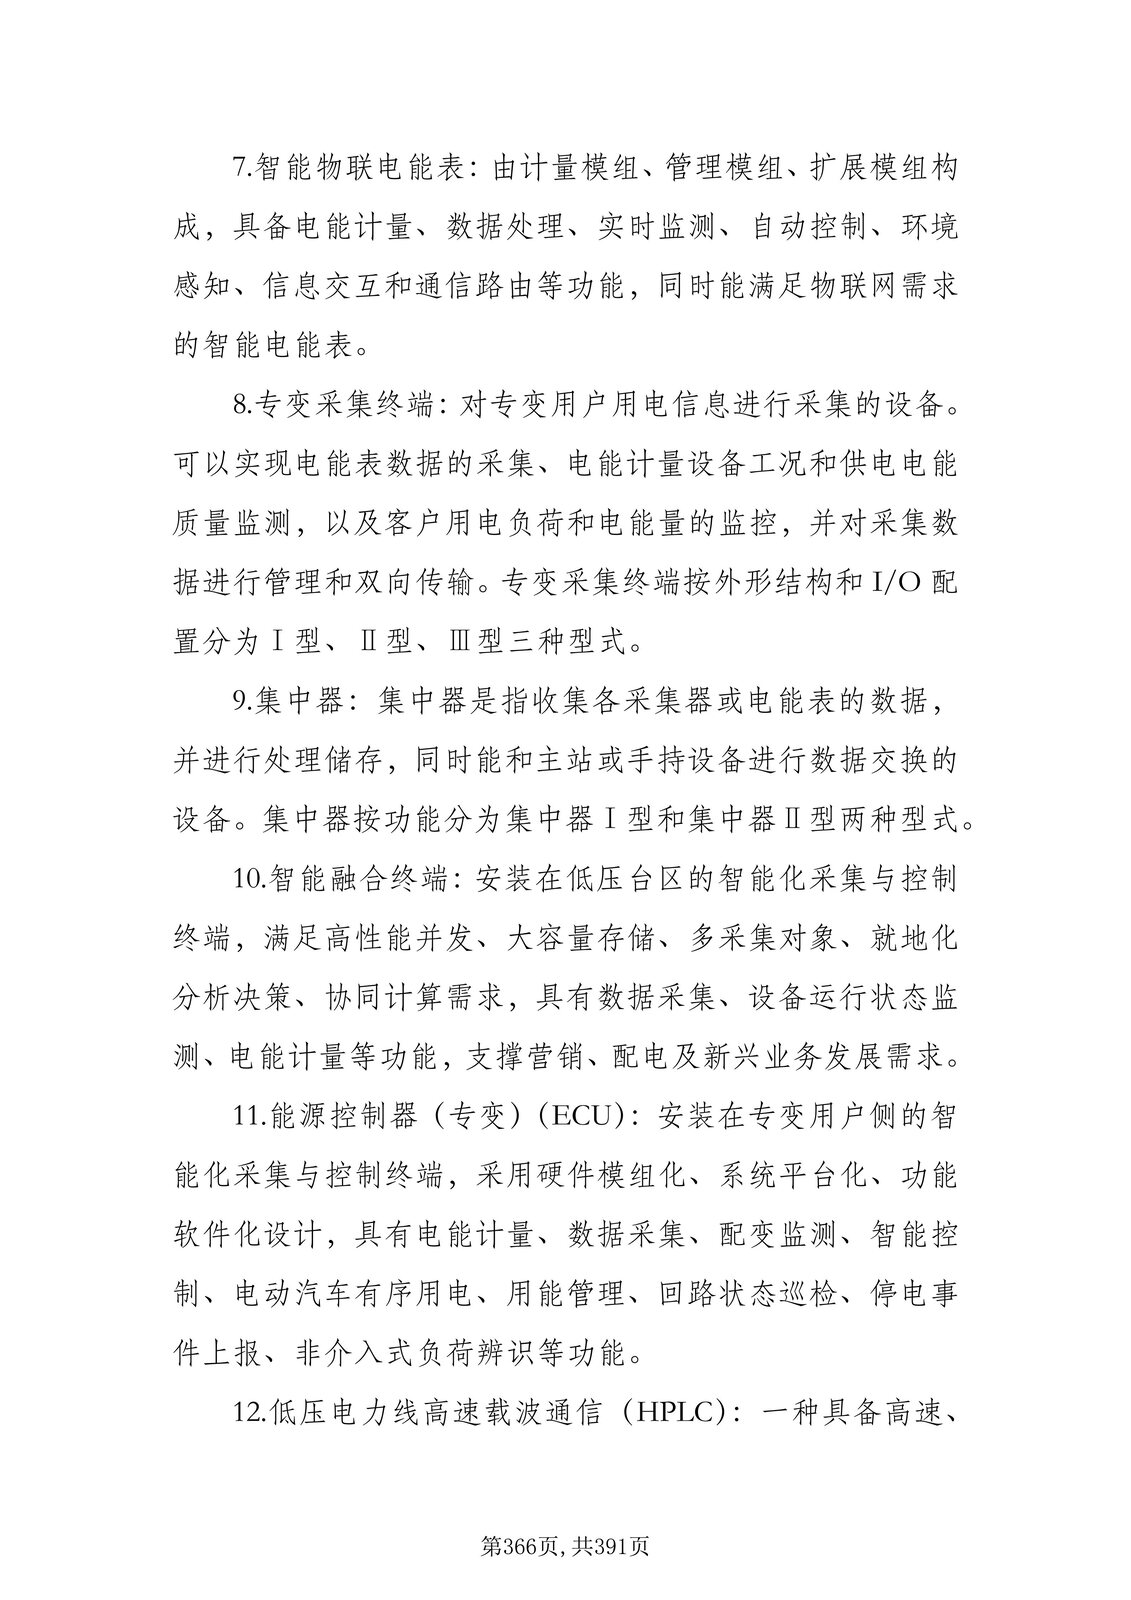 7.智能物联电能表：由计量模组、管理模组、扩展模组构
成，具备电能计量、数据处理、实时监测、自动控制、环境
感知、信息交互和通信路由等功能，同时能满足物联网需求
的智能电能表。
8.专变采集终端：对专变用户用电信息进行采集的设备。
可以实现电能表数据的采集、电能计量设备工况和供电电能
质量监测，以及客户用电负荷和电能量的监控，并对采集数
据进行管理和双向传输。专变采集终端按外形结构和 I/O 配
置分为Ⅰ型、Ⅱ型、Ⅲ型三种型式。
9.集中器：集中器是指收集各采集器或电能表的数据，
并进行处理储存，同时能和主站或手持设备进行数据交换的
设备。集中器按功能分为集中器Ⅰ型和集中器Ⅱ型两种型式。
10.智能融合终端：安装在低压台区的智能化采集与控制
终端，满足高性能并发、大容量存储、多采集对象、就地化
分析决策、协同计算需求，具有数据采集、设备运行状态监
测、电能计量等功能，支撑营销、配电及新兴业务发展需求。
11.能源控制器（专变）（ECU）：安装在专变用户侧的智
能化采集与控制终端，采用硬件模组化、系统平台化、功能
软件化设计，具有电能计量、数据采集、配变监测、智能控
制、电动汽车有序用电、用能管理、回路状态巡检、停电事
件上报、非介入式负荷辨识等功能。
12.低压电力线高速载波通信（HPLC）：一种具备高速、
第366页,共391页